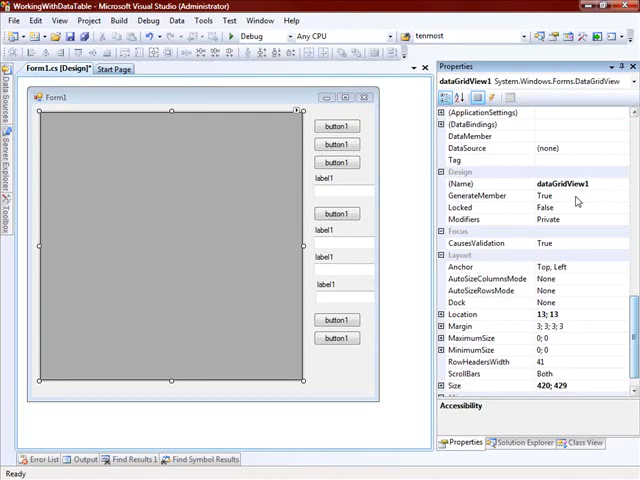 WorkingWithDataTable - Microsoft Visual Studio (Administrator)
File Edit View Project Build Debug Data Tools Test Window Help
Debug Any CPU tenmost
Form1.cs [Design]* Start Page
Data Sources
Server Explorer
Toolbox
Form1
button1
button1
button1
label1
button1
label1
label1
label1
button1
button1
Properties
dataGridView1 System.Windows.Forms.DataGridView
(ApplicationSettings)
(DataBindings)
DataMember
DataSource (none)
Tag
Design
(Name) dataGridView1
GenerateMember True
Locked False
Modifiers Private
Focus
CausesValidation True
Layout
Anchor Top, Left
AutoSizeColumnsMode None
AutoSizeRowsMode None
Dock None
Location 13; 13
Margin 3; 3; 3; 3
MaximumSize 0; 0
MinimumSize 0; 0
RowHeadersWidth 41
ScrollBars Both
Size 420; 429
Accessibility
Properties Solution Explorer Class View
Error List Output Find Results 1 Find Symbol Results
Ready